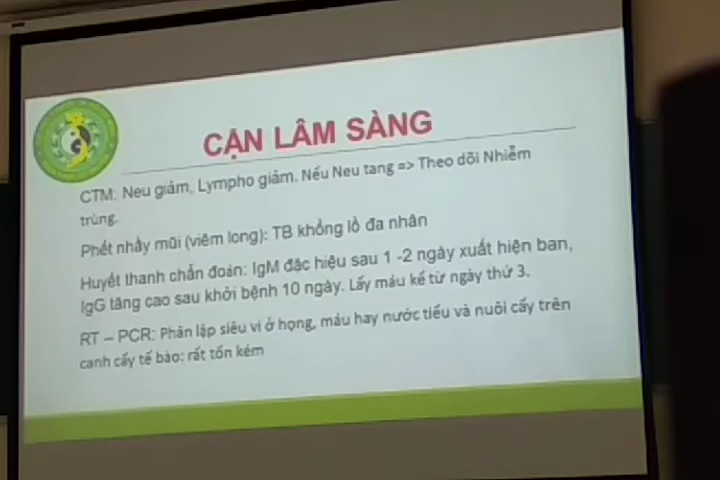 CẬN LÂM SÀNG
CTM: Neu giảm, Lympho giảm. Nếu Neu tang => Theo dõi Nhiễm
trùng.
Phết nhầy mũi (viêm long): TB khổng lồ đa nhân
Huyết thanh chẩn đoán: IgM đặc hiệu sau 1 -2 ngày xuất hiện ban,
IgG tăng cao sau khởi bệnh 10 ngày. Lấy máu kể từ ngày thứ 3.
RT – PCR: Phân lập siêu vi ở họng, máu hay nước tiểu và nuôi cấy trên
canh cấy tế bào: rất tốn kém